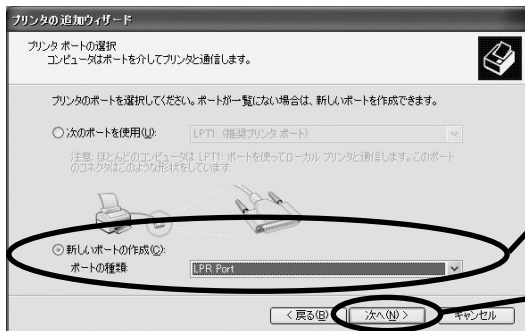 プリンタの追加ウィザード
プリンタ ポートの選択
コンピュータはポートを介してプリンタと通信します。
プリンタのポートを選択してください。ポートが一覧にない場合は、新しいポートを作成できます。
次のポートを使用(U):
LPT1: (推奨プリンタ ポート)
注意: ほとんどのコンピュータは LPT1: ポートを使ってローカル プリンタと通信します。このポート
のコネクタはこのような形状をしています:
新しいポートの作成(C):
ポートの種類:
LPR Port
< 戻る(B)
次へ(N) >
キャンセル